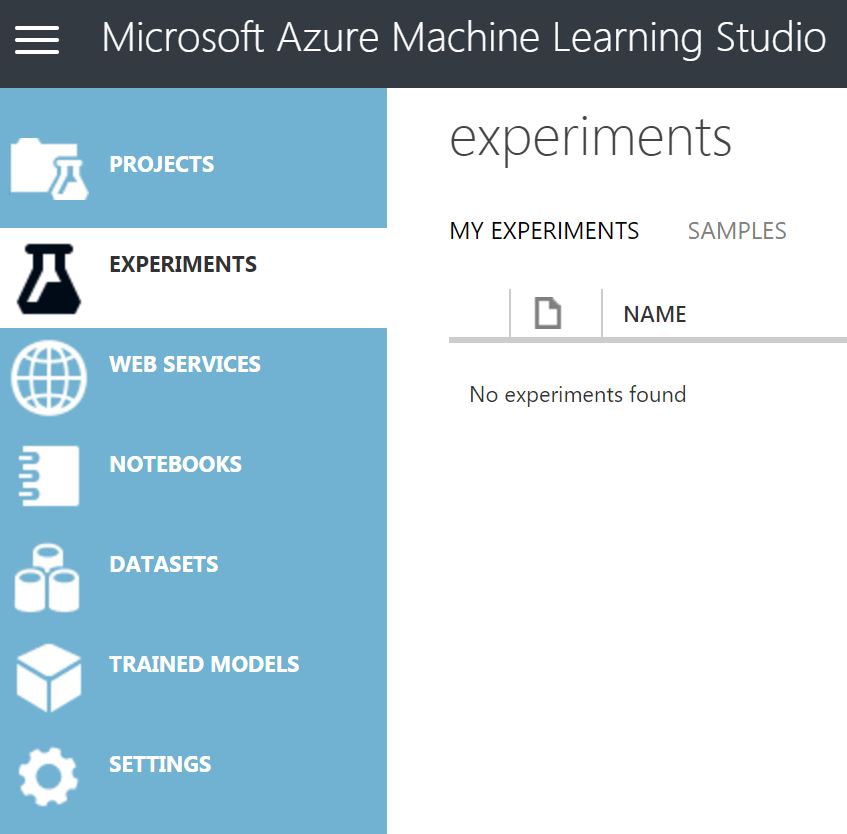 Microsoft Azure Machine Learning Studio
PROJECTS
EXPERIMENTS
WEB SERVICES
NOTEBOOKS
DATASETS
TRAINED MODELS
SETTINGS
experiments
MY EXPERIMENTS SAMPLES
NAME
No experiments found